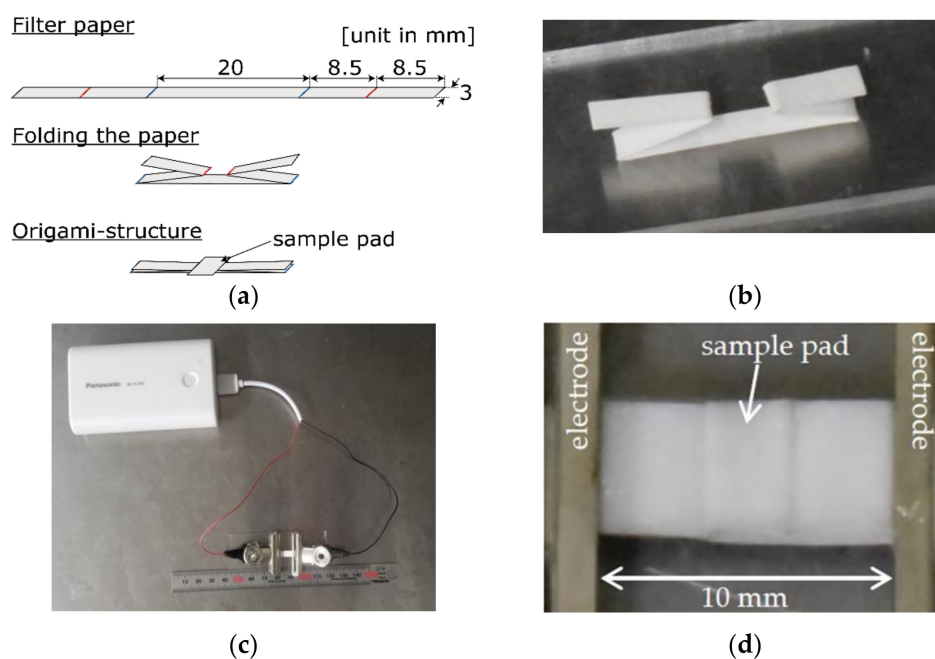 Filter paper
[unit in mm]
20
8.5
8.5
3
Folding the paper
Origami-structure
sample pad
(a)
(b)
Panasonic
sample pad
electrode
electrode
10 mm
(c)
(d)